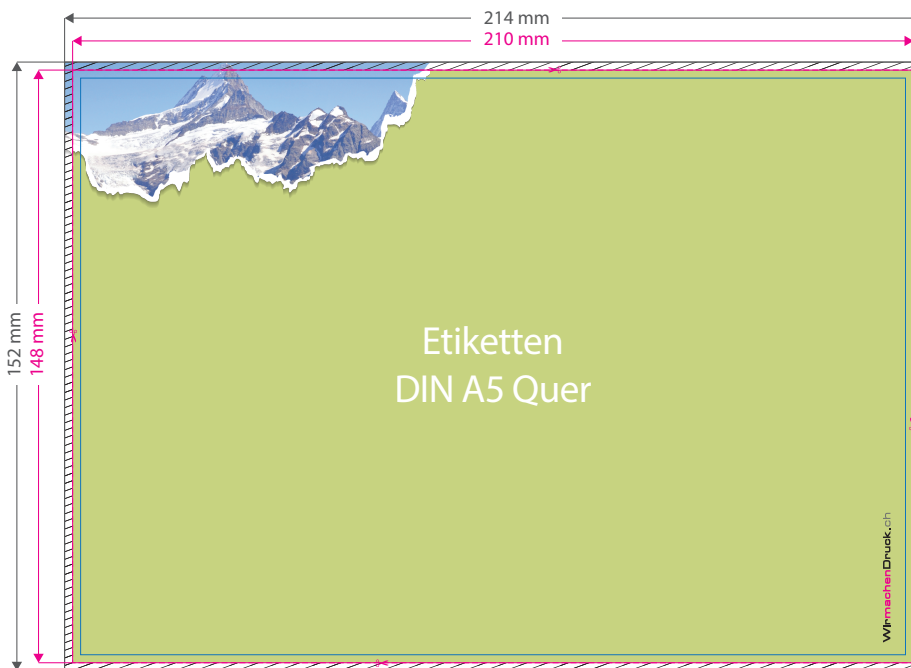 214 mm
210 mm
152 mm
148 mm
Etiketten
DIN A5 Quer
WIrmachenDruck.ch